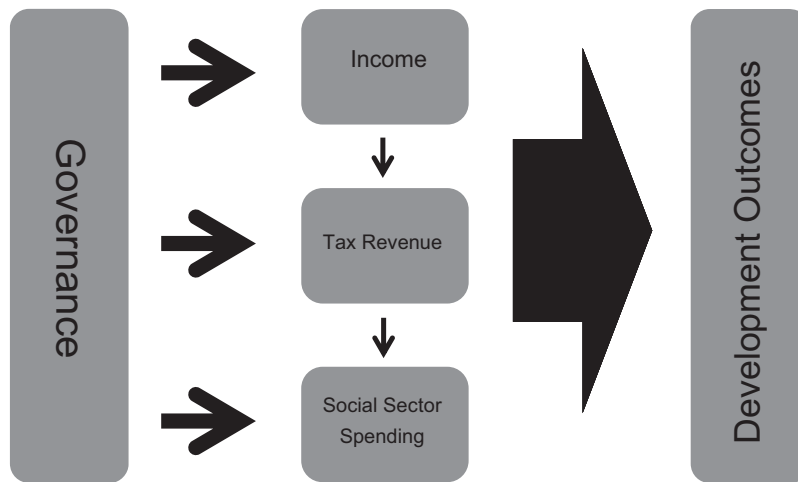 Governance
Income
Tax Revenue
Social Sector
Spending
Development Outcomes